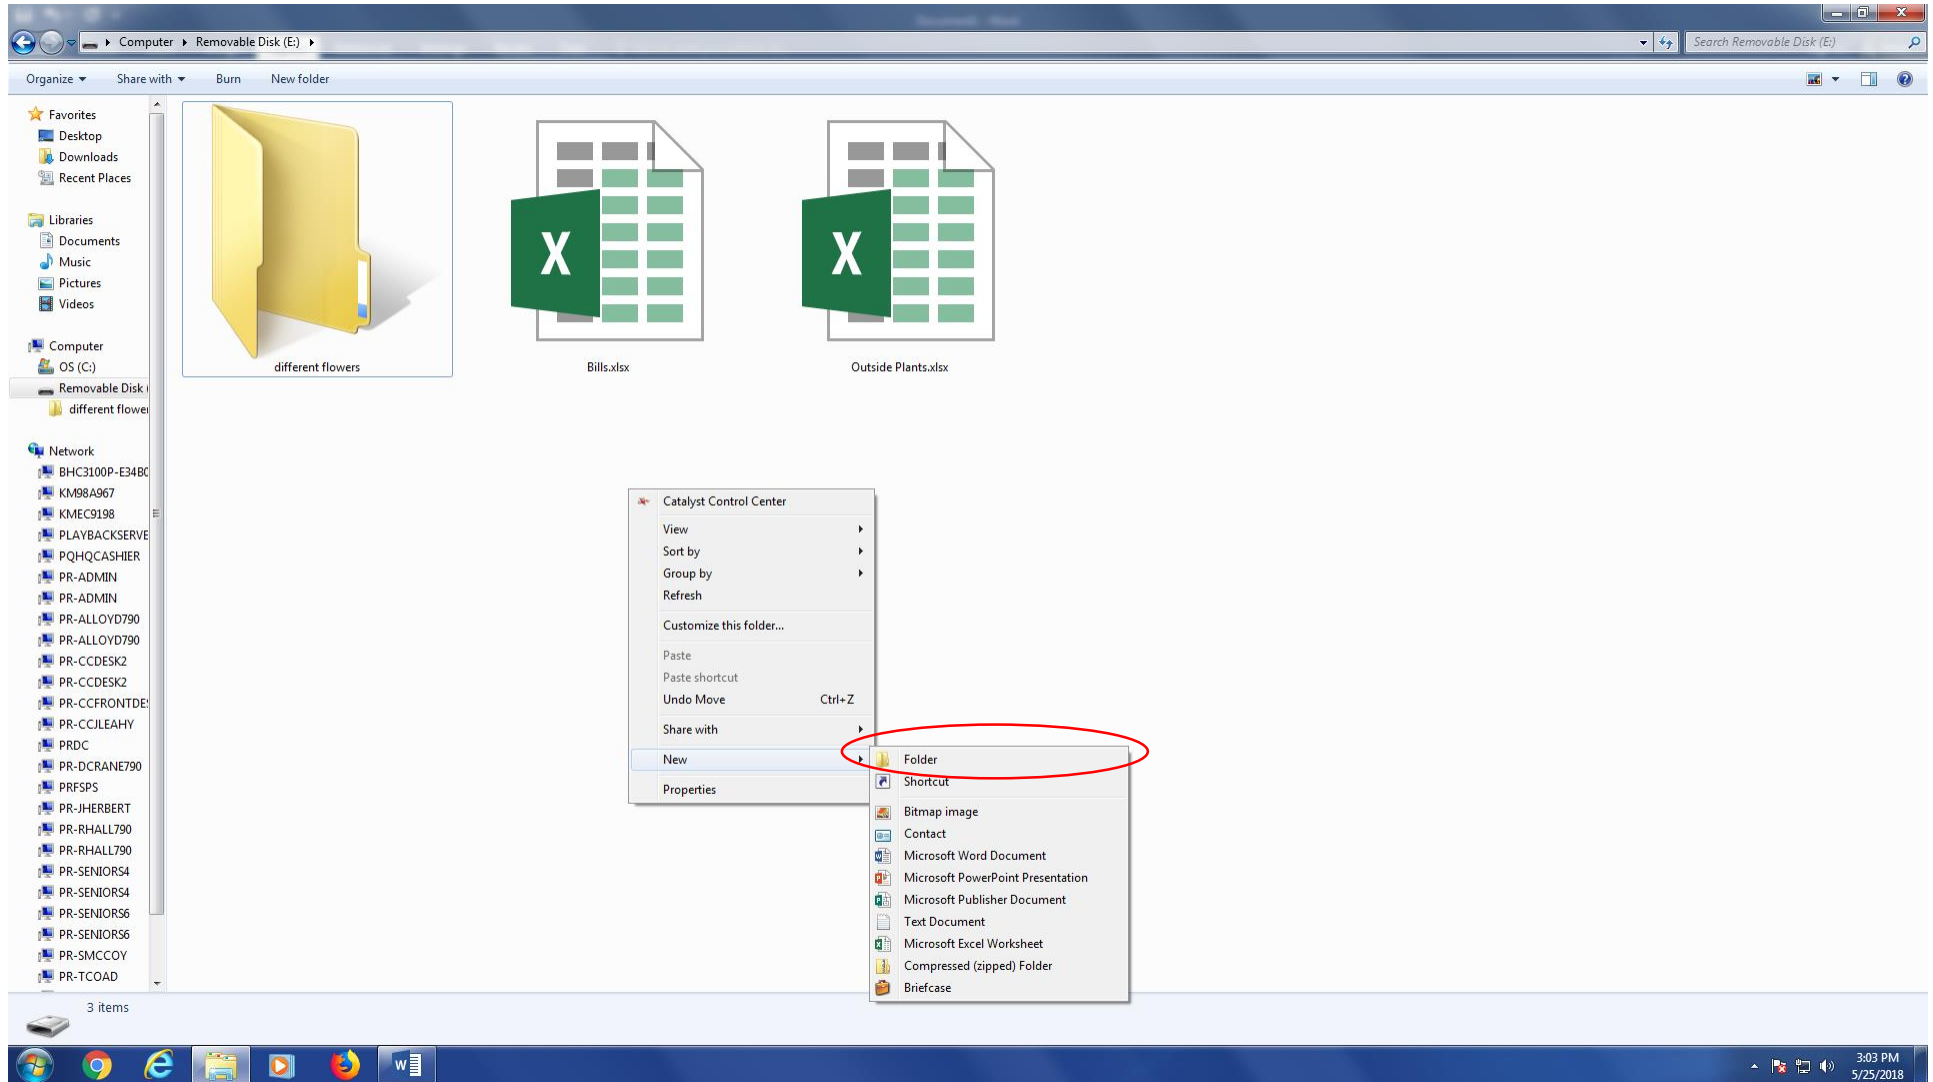 Computer Removable Disk (E:)
Search Removable Disk (E:)
Organize Share with Burn New folder
Favorites
Desktop
Downloads
Recent Places
Libraries
Documents
Music
Pictures
Videos
Computer
OS (C:)
Removable Disk (
different flower
Network
BHC3100P-E34B0
KM98A967
KMEC9198
PLAYBACKSERVE
PQHQCASHIER
PR-ADMIN
PR-ADMIN
PR-ALLOYD790
PR-ALLOYD790
PR-CCDESK2
PR-CCDESK2
PR-CCFRONTDES
PR-CCJLEAHY
PRDC
PR-DCRANE790
PRFSPS
PR-JHERBERT
PR-RHALL790
PR-RHALL790
PR-SENIORS4
PR-SENIORS4
PR-SENIORS6
PR-SENIORS6
PR-SMCCOY
PR-TCOAD
different flowers
X
Bills.xlsx
X
Outside Plants.xlsx
Catalyst Control Center
View
Sort by
Group by
Refresh
Customize this folder...
Paste
Paste shortcut
Undo Move Ctrl+Z
Share with
New
Properties
Folder
Shortcut
Bitmap image
Contact
Microsoft Word Document
Microsoft PowerPoint Presentation
Microsoft Publisher Document
Text Document
Microsoft Excel Worksheet
Compressed (zipped) Folder
Briefcase
3 items
3:03 PM
5/25/2018